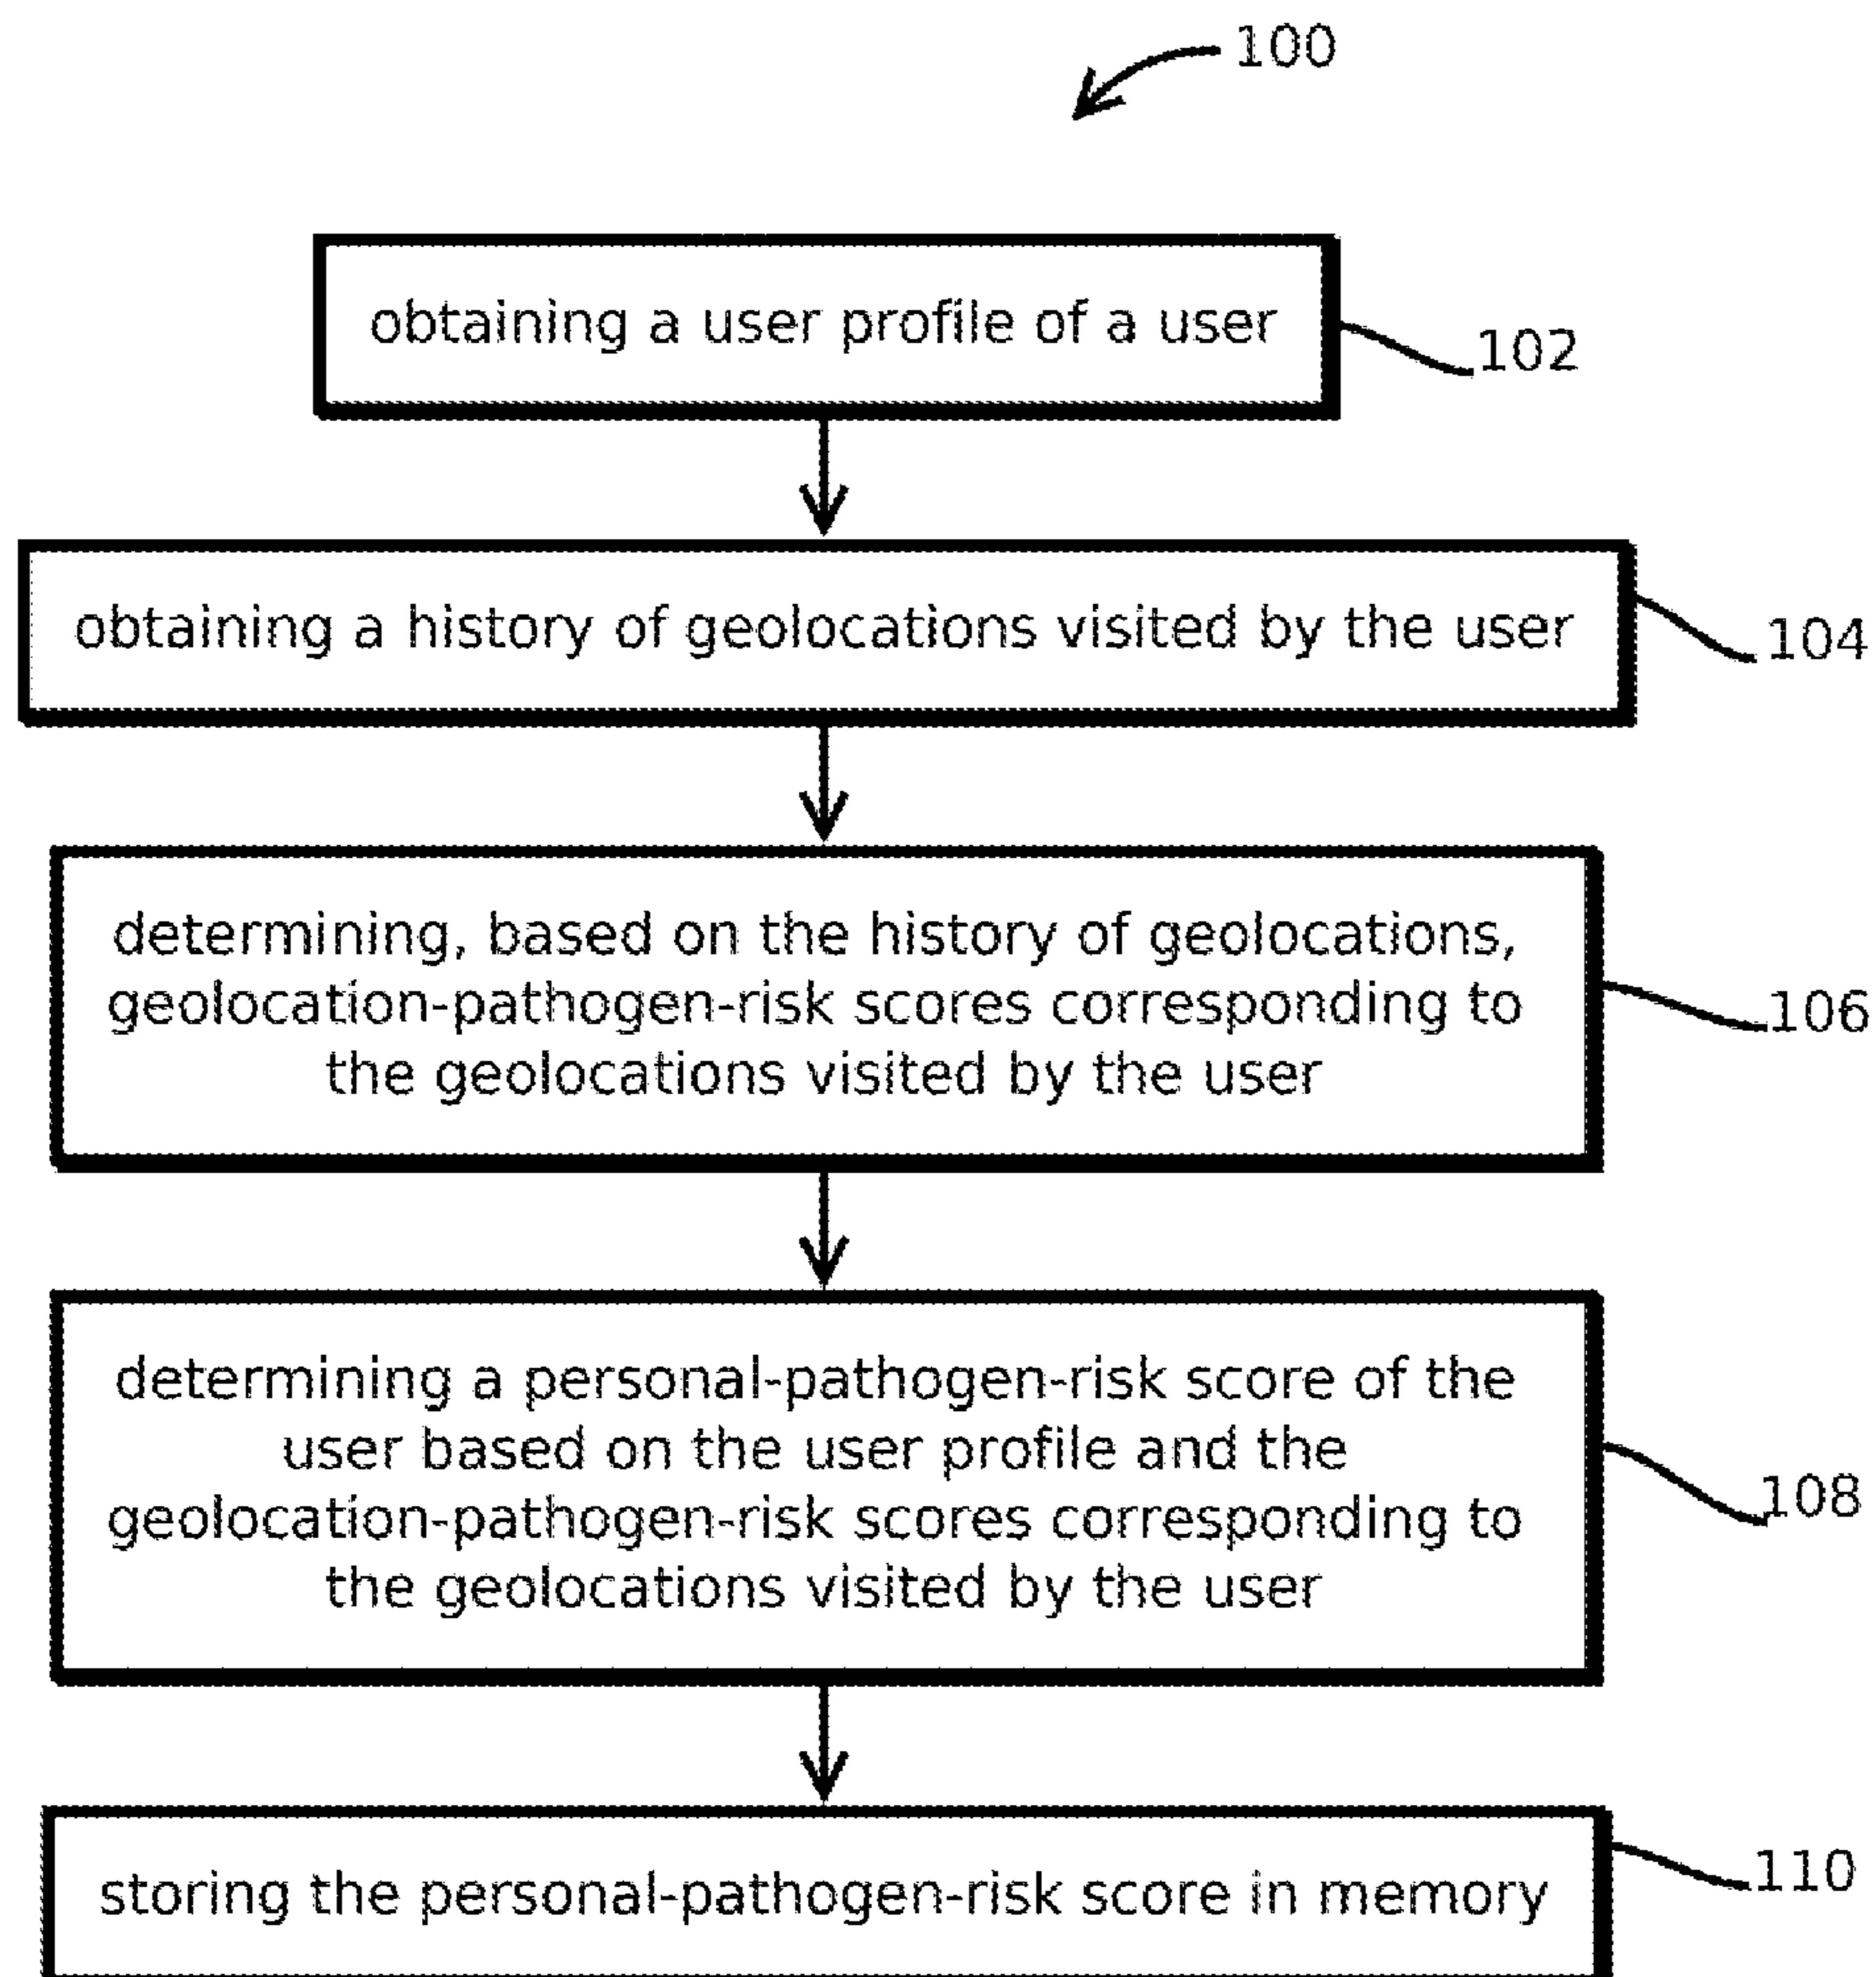 100
obtaining a user profile of a user
102
obtaining a history of geolocations visited by the user
104
determining, based on the history of geolocations,
geolocation-pathogen-risk scores corresponding to
the geolocations visited by the user
106
determining a personal-pathogen-risk score of the
user based on the user profile and the
geolocation-pathogen-risk scores corresponding to
the geolocations visited by the user
108
storing the personal-pathogen-risk score in memory
110